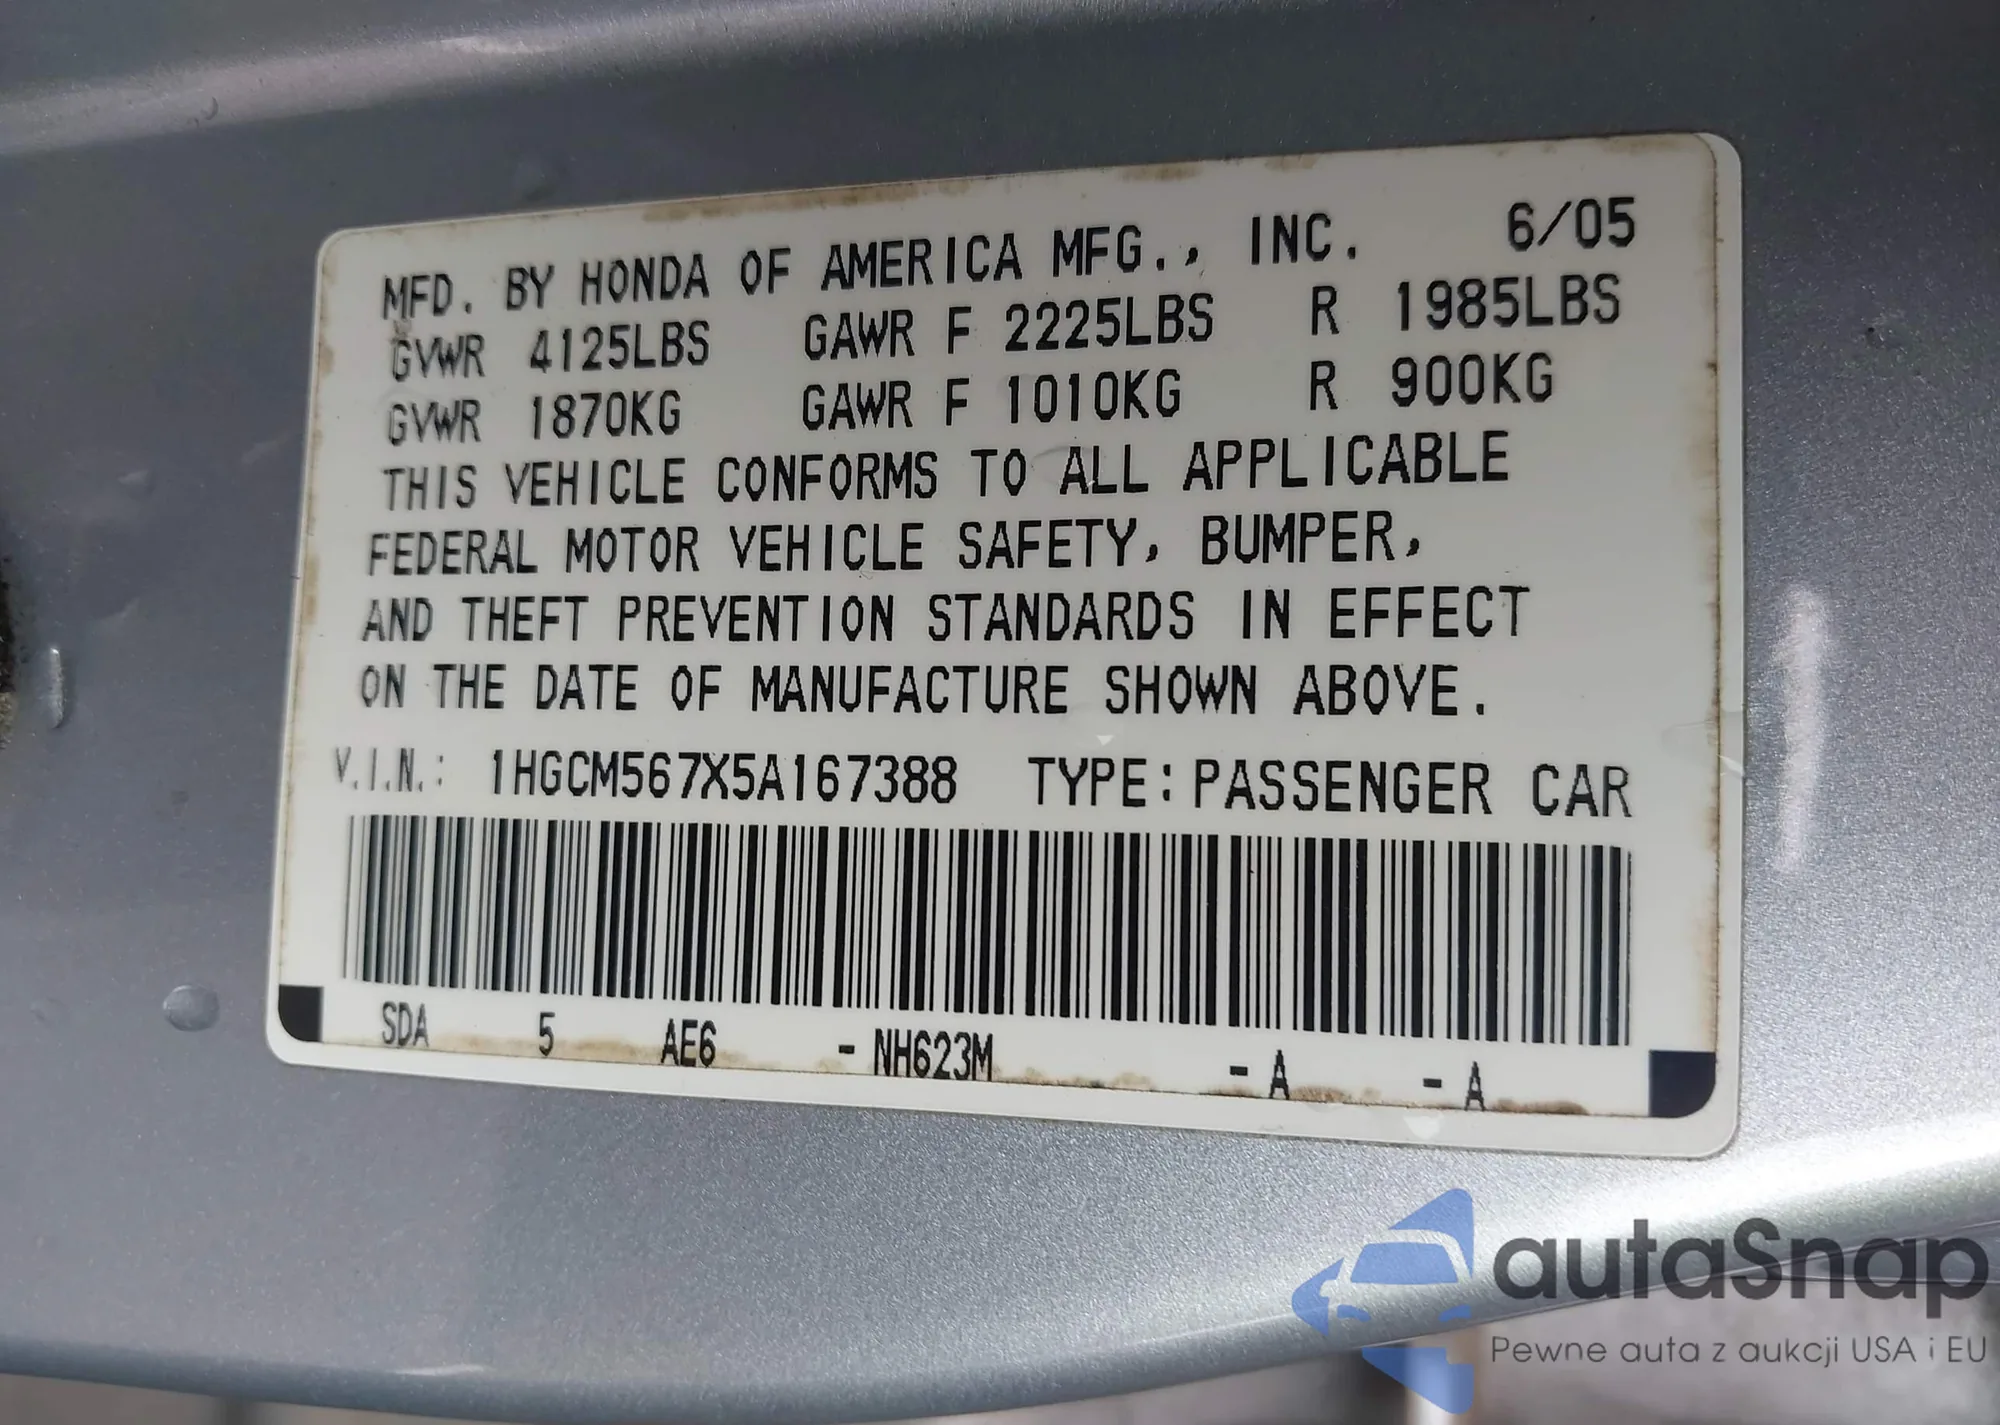 MFD. BY HONDA OF AMERICA MFG., INC. 6/05
GVWR 4125LBS GAWR F 2225LBS R 1985LBS
GVWR 1870KG GAWR F 1010KG R 900KG
THIS VEHICLE CONFORMS TO ALL APPLICABLE
FEDERAL MOTOR VEHICLE SAFETY, BUMPER,
AND THEFT PREVENTION STANDARDS IN EFFECT
ON THE DATE OF MANUFACTURE SHOWN ABOVE.
V.I.N.: 1HGCM567X5A167388 TYPE: PASSENGER CAR
SDA 5 AE6 - NH623M - A - A
autaSnap
Pewne auta z aukcji USA i EU